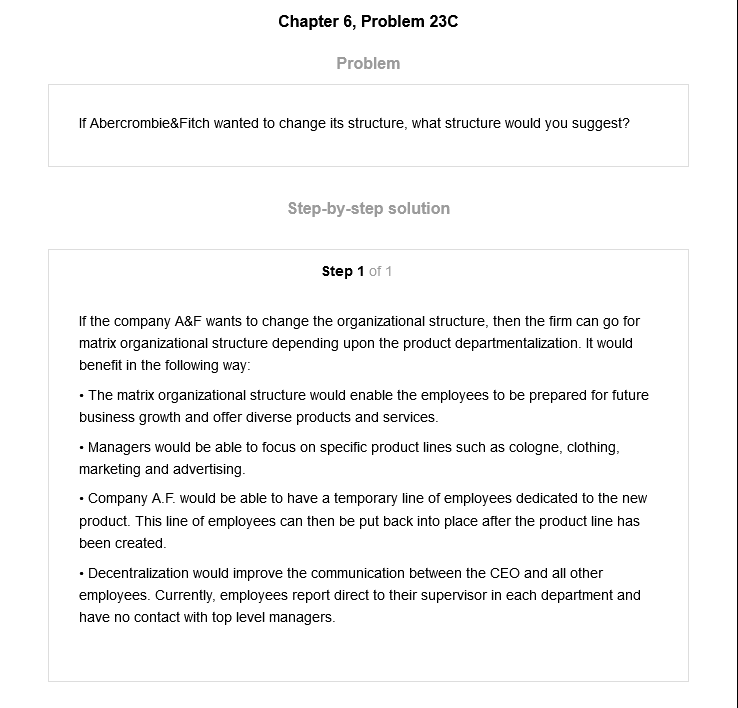 Chapter 6, Problem 23C
Problem
If Abercrombie&Fitch wanted to change its structure, what structure would you suggest?
Step-by-step solution
Step 1 of 1
If the company A&F wants to change the organizational structure, then the firm can go for
matrix organizational structure depending upon the product departmentalization. It would
benefit in the following way:
• The matrix organizational structure would enable the employees to be prepared for future
business growth and offer diverse products and services.
• Managers would be able to focus on specific product lines such as cologne, clothing,
marketing and advertising.
• Company A.F. would be able to have a temporary line of employees dedicated to the new
product. This line of employees can then be put back into place after the product line has
been created.
• Decentralization would improve the communication between the CEO and all other
employees. Currently, employees report direct to their supervisor in each department and
have no contact with top level managers.